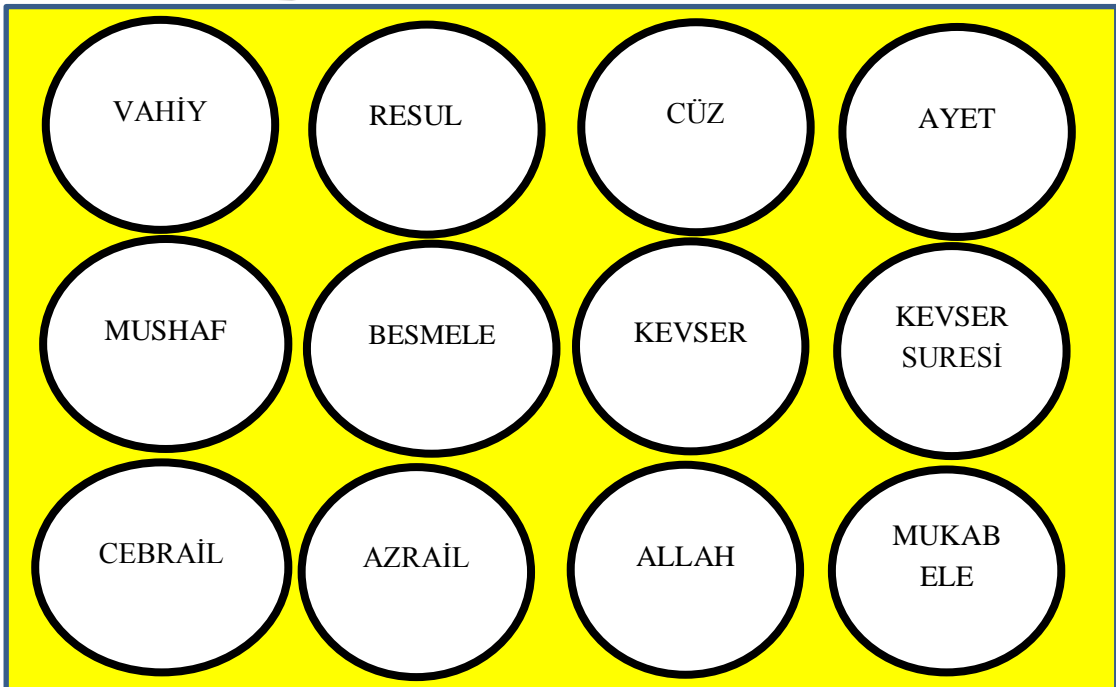 VAHİY
RESUL
CÜZ
AYET
MUSHAF
BESMELE
KEVSER
KEVSER
SURESİ
CEBRAİL
AZRAİL
ALLAH
MUKAB
ELE